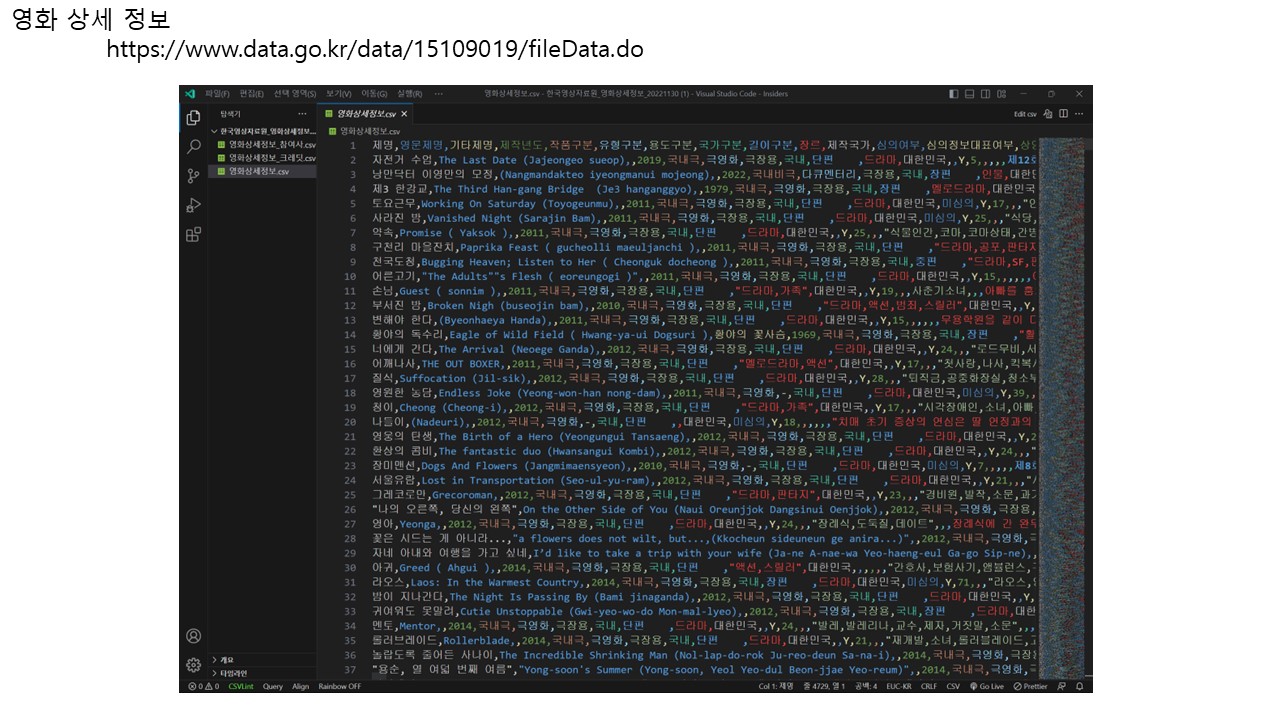 영화 상세 정보
https://www.data.go.kr/data/15109019/fileData.do
파일(F) 편집(E) 선택 영역(S) 보기(V) 이동(G) 실행(R) ··· 영화상세정보.csv - 한국영상자료원_영화상세정보_20221130 (1) - Visual Studio Code - Insiders
탐색기 ··· 영화상세정보.csv Edit csv
한국영상자료원_영화상세정보... 영화상세정보.csv
영화상세정보_참여사.csv
영화상세정보_크레딧.csv
영화상세정보.csv
1 제명,영문제명,기타제명,제작년도,작품구분,유형구분,용도구분,국가구분,길이구분,장르,제작국가,심의여부,심의정보대표여부,상영
2 자전거 수업,The Last Date (Jajeongeo sueop),,2019,국내극,극영화,극장용,국내,단편 ,드라마,대한민국,,Y,5,,,,,제12회
3 낭만닥터 이영만의 모정,(Nangmandakteo iyeongmanui mojeong),,2022,국내비극,다큐멘터리,극장용,국내,장편 ,인물,대한민
4 제3 한강교,The Third Han-gang Bridge (Je3 hanganggyo),,1979,국내극,극영화,극장용,국내,장편 ,멜로드라마,대한민국
5 토요근무,Working On Saturday (Toyogeunmu),,2011,국내극,극영화,극장용,국내,단편 ,드라마,대한민국,미심의,Y,17,,,
6 사라진 밤,Vanished Night (Sarajin Bam),,2011,국내극,극영화,극장용,국내,단편 ,드라마,대한민국,미심의,Y,25,,,"식당,
7 약속,Promise ( Yaksok ),,2011,국내극,극영화,극장용,국내,단편 ,드라마,대한민국,,Y,25,,,"식물인간,코마,코마상태,간병
8 구천리 마을잔치,Paprika Feast ( gucheolli maeuljanchi ),,2011,국내극,극영화,극장용,국내,단편 ,"드라마,공포,판타지
9 천국도청,Bugging Heaven; Listen to Her ( Cheonguk docheong ),,2011,국내극,극영화,극장용,국내,중편 ,"드라마,SF,
10 어른고기,"The Adults""s Flesh ( eoreungogi )",,2011,국내극,극영화,극장용,국내,단편 ,드라마,대한민국,,Y,15,,,,,,
11 손님,Guest ( sonnim ),,2011,국내극,극영화,극장용,국내,단편 ,"드라마,가족",대한민국,,Y,19,,,사춘기소녀,,,아빠를 훔
12 부서진 밤,Broken Nigh (buseojin bam),,2010,국내극,극영화,극장용,국내,단편 ,"드라마,액션,범죄,스릴러",대한민국,,Y,
13 변해야 한다,(Byeonhaeya Handa),,2011,국내극,극영화,극장용,국내,단편 ,드라마,대한민국,,Y,15,,,,,,무용학원을 같이 다
14 황야의 독수리,Eagle of Wild Field ( Hwang-ya-ui Dogsuri ),황야의 꽃사슴,1969,국내극,극영화,극장용,국내,장편 ,"활
15 너에게 간다,The Arrival (Neoege Ganda),,2012,국내극,극영화,극장용,국내,단편 ,드라마,대한민국,,Y,24,,,"로드무비,서
16 어깨나사,THE OUT BOXER,,2011,국내극,극영화,극장용,국내,단편 ,"멜로드라마,액션",대한민국,,Y,17,,,"첫사랑,나사,킥복
17 질식,Suffocation (Jil-sik),,2012,국내극,극영화,극장용,국내,단편 ,드라마,대한민국,,Y,28,,,"퇴직금,공중화장실,청소부
18 영원한 농담,Endless Joke (Yeong-won-han nong-dam),,2011,국내극,극영화,-,국내,단편 ,드라마,대한민국,미심의,Y,39,,
19 청이,Cheong (Cheong-i),,2012,국내극,극영화,극장용,국내,단편 ,"드라마,가족",대한민국,,Y,17,,,"시각장애인,소녀,아빠
20 나들이,(Nadeuri),,2012,국내극,극영화,-,국내,단편 ,,대한민국,미심의,Y,18,,,,,,"치매 초기 증상의 연심은 딸 연정과의
21 영웅의 탄생,The Birth of a Hero (Yeongungui Tansaeng),,2012,국내극,극영화,극장용,국내,단편 ,드라마,대한민국,,Y,2
22 환상의 콤비,The fantastic duo (Hwansangui Kombi),,2012,국내극,극영화,극장용,국내,단편 ,드라마,대한민국,,Y,24,,,"
23 장미맨션,Dogs And Flowers (Jangmimaensyeon),,2010,국내극,극영화,-,국내,단편 ,드라마,대한민국,미심의,Y,7,,,,,제8회
24 서울유람,Lost in Transportation (Seo-ul-yu-ram),,2012,국내극,극영화,극장용,국내,단편 ,드라마,대한민국,,Y,21,,,
25 그레코로만,Grecoroman,,2012,국내극,극영화,극장용,국내,단편 ,"드라마,판타지",대한민국,,Y,23,,,"경비원,발작,소문,과거
26 "나의 오른쪽, 당신의 왼쪽",On the Other Side of You (Naui Oreunjjok Dangsinui Oenjjok),,2012,국내극,극영화,극장용,
27 영아,Yeonga,,2012,국내극,극영화,극장용,국내,단편 ,드라마,대한민국,,Y,24,,,"장례식,도둑질,데이트",,,장례식에 간 완두
28 꽃은 시드는 게 아니라...,"a flowers does not wilt, but...,(Kkocheun sideuneun ge anira...)",,2012,국내극,극영화,극
29 자네 아내와 여행을 가고 싶네,I’d like to take a trip with your wife (Ja-ne A-nae-wa Yeo-haeng-eul Ga-go Sip-ne),,
30 아귀,Greed ( Ahgui ),,2014,국내극,극영화,극장용,국내,단편 ,"액션,스릴러",대한민국,,,,,,"간호사,보험사기,앰뷸런스,
31 라오스,Laos: In the Warmest Country,,2014,국내극,극영화,극장용,국내,장편 ,드라마,대한민국,미심의,Y,71,,,"라오스,
32 밤이 지나간다,The Night Is Passing By (Bami jinaganda),,2012,국내극,극영화,극장용,국내,단편 ,드라마,대한민국,,Y,
33 귀여워도 못말려,Cutie Unstoppable (Gwi-yeo-wo-do Mon-mal-lyeo),,2012,국내극,극영화,극장용,국내,장편 ,드라마,대한
34 멘토,Mentor,,2014,국내극,극영화,극장용,국내,단편 ,드라마,대한민국,,Y,24,,,"발레,발레리나,교수,제자,거짓말,소문",,,
35 롤러브레이드,Rollerblade,,2014,국내극,극영화,극장용,국내,단편 ,드라마,대한민국,,Y,21,,,"재개발,소녀,롤러블레이드,
36 놀랍도록 줄어든 사나이,The Incredible Shrinking Man (Nol-lap-do-rok Ju-reo-deun Sa-na-i),,2014,국내극,극영화,극장
37 "용순, 열 여덟 번째 여름","Yong-soon's Summer (Yong-soon, Yeol Yeo-dul Beon-jjae Yeo-reum)",,2014,국내극,극영화,
개요
타임라인
0 0 CSVLint Query Align Rainbow OFF Col 1: 제명 줄 4729, 열 1 공백: 4 EUC-KR CRLF CSV Go Live Prettier